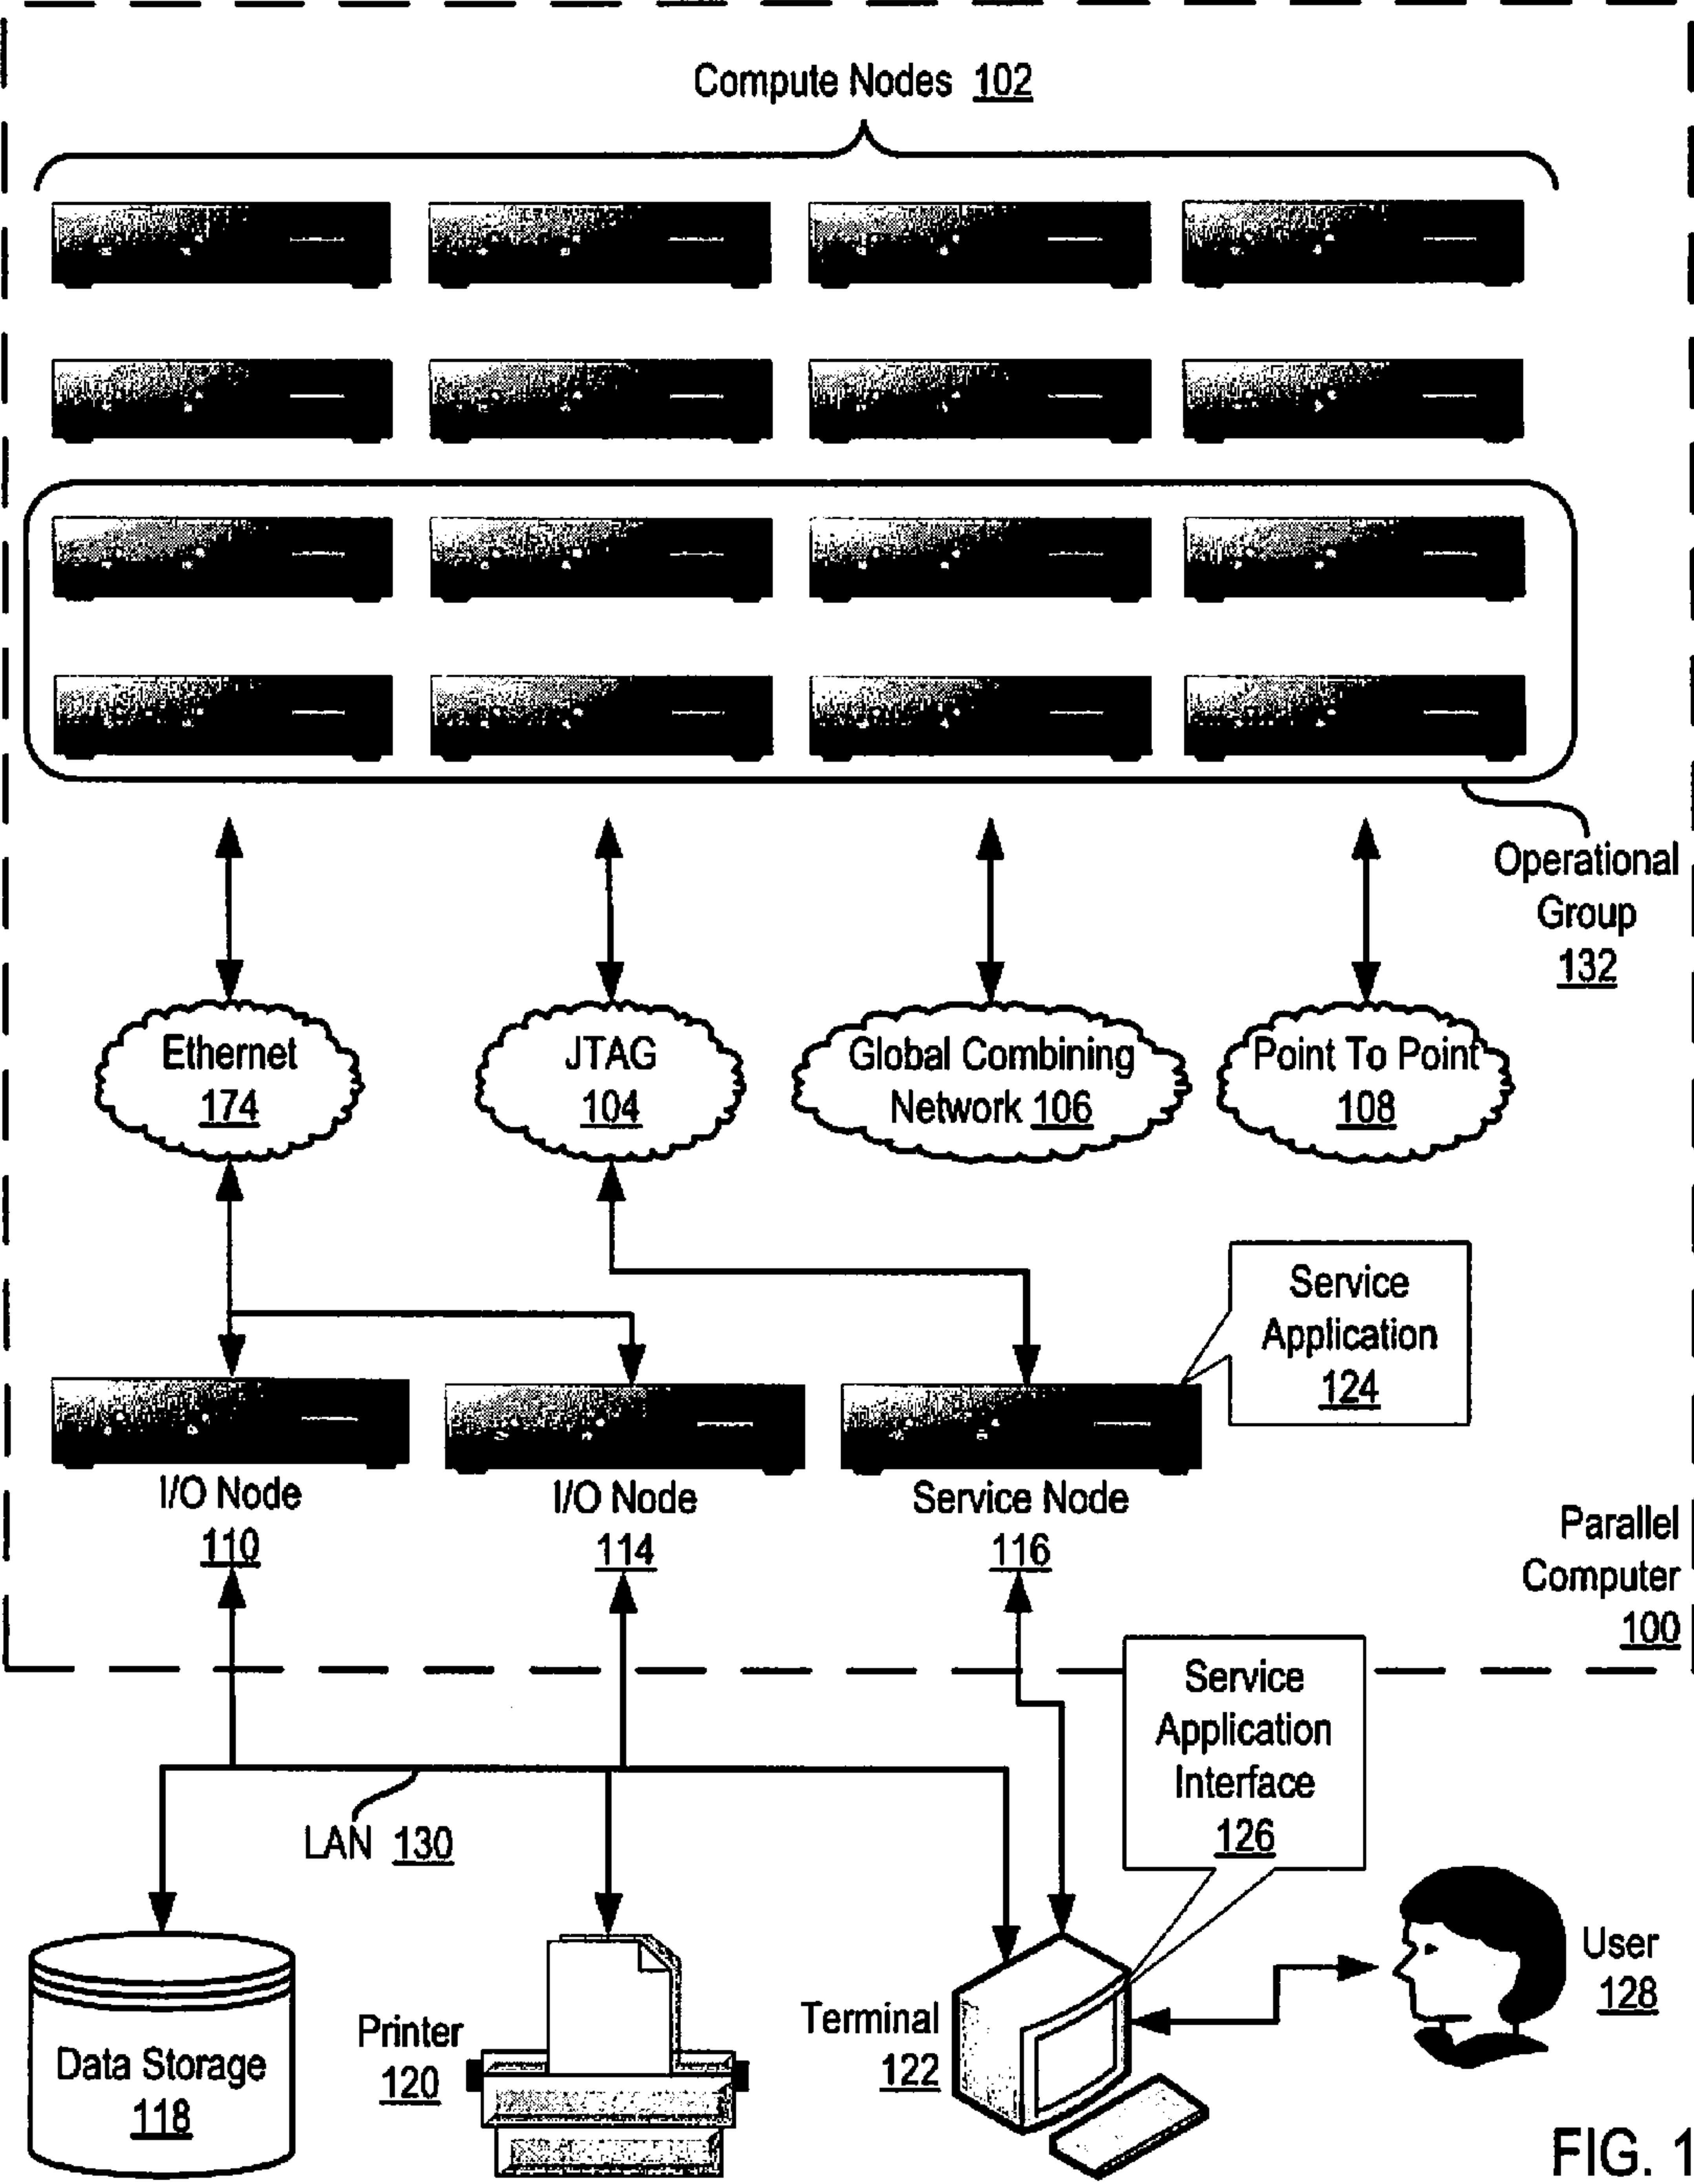 Compute Nodes 102
Operational
Group
132
Ethernet
174
JTAG
104
Global Combining
Network 106
Point To Point
108
Service
Application
124
I/O Node
110
I/O Node
114
Service Node
116
Parallel
Computer
100
Service
Application
Interface
126
LAN 130
Data Storage
118
Printer
120
Terminal
122
User
128
FIG. 1